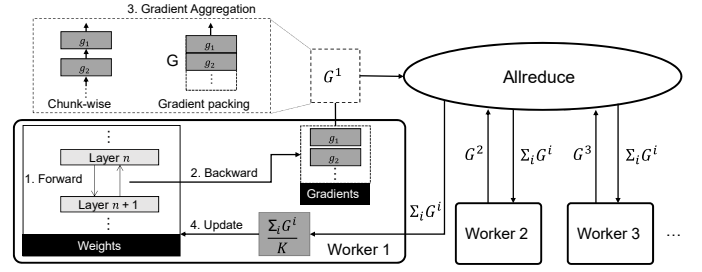 3. Gradient Aggregation
g₁
g₂
⋮
Chunk-wise
G
g₁
g₂
⋮
Gradient packing
G¹
Allreduce
⋮
Layer n
1. Forward
Layer n + 1
⋮
Weights
2. Backward
g₁
g₂
⋮
Gradients
4. Update
ΣᵢGⁱ
K
Worker 1
ΣᵢGⁱ
G²
ΣᵢGⁱ
G³
ΣᵢGⁱ
Worker 2
Worker 3
...